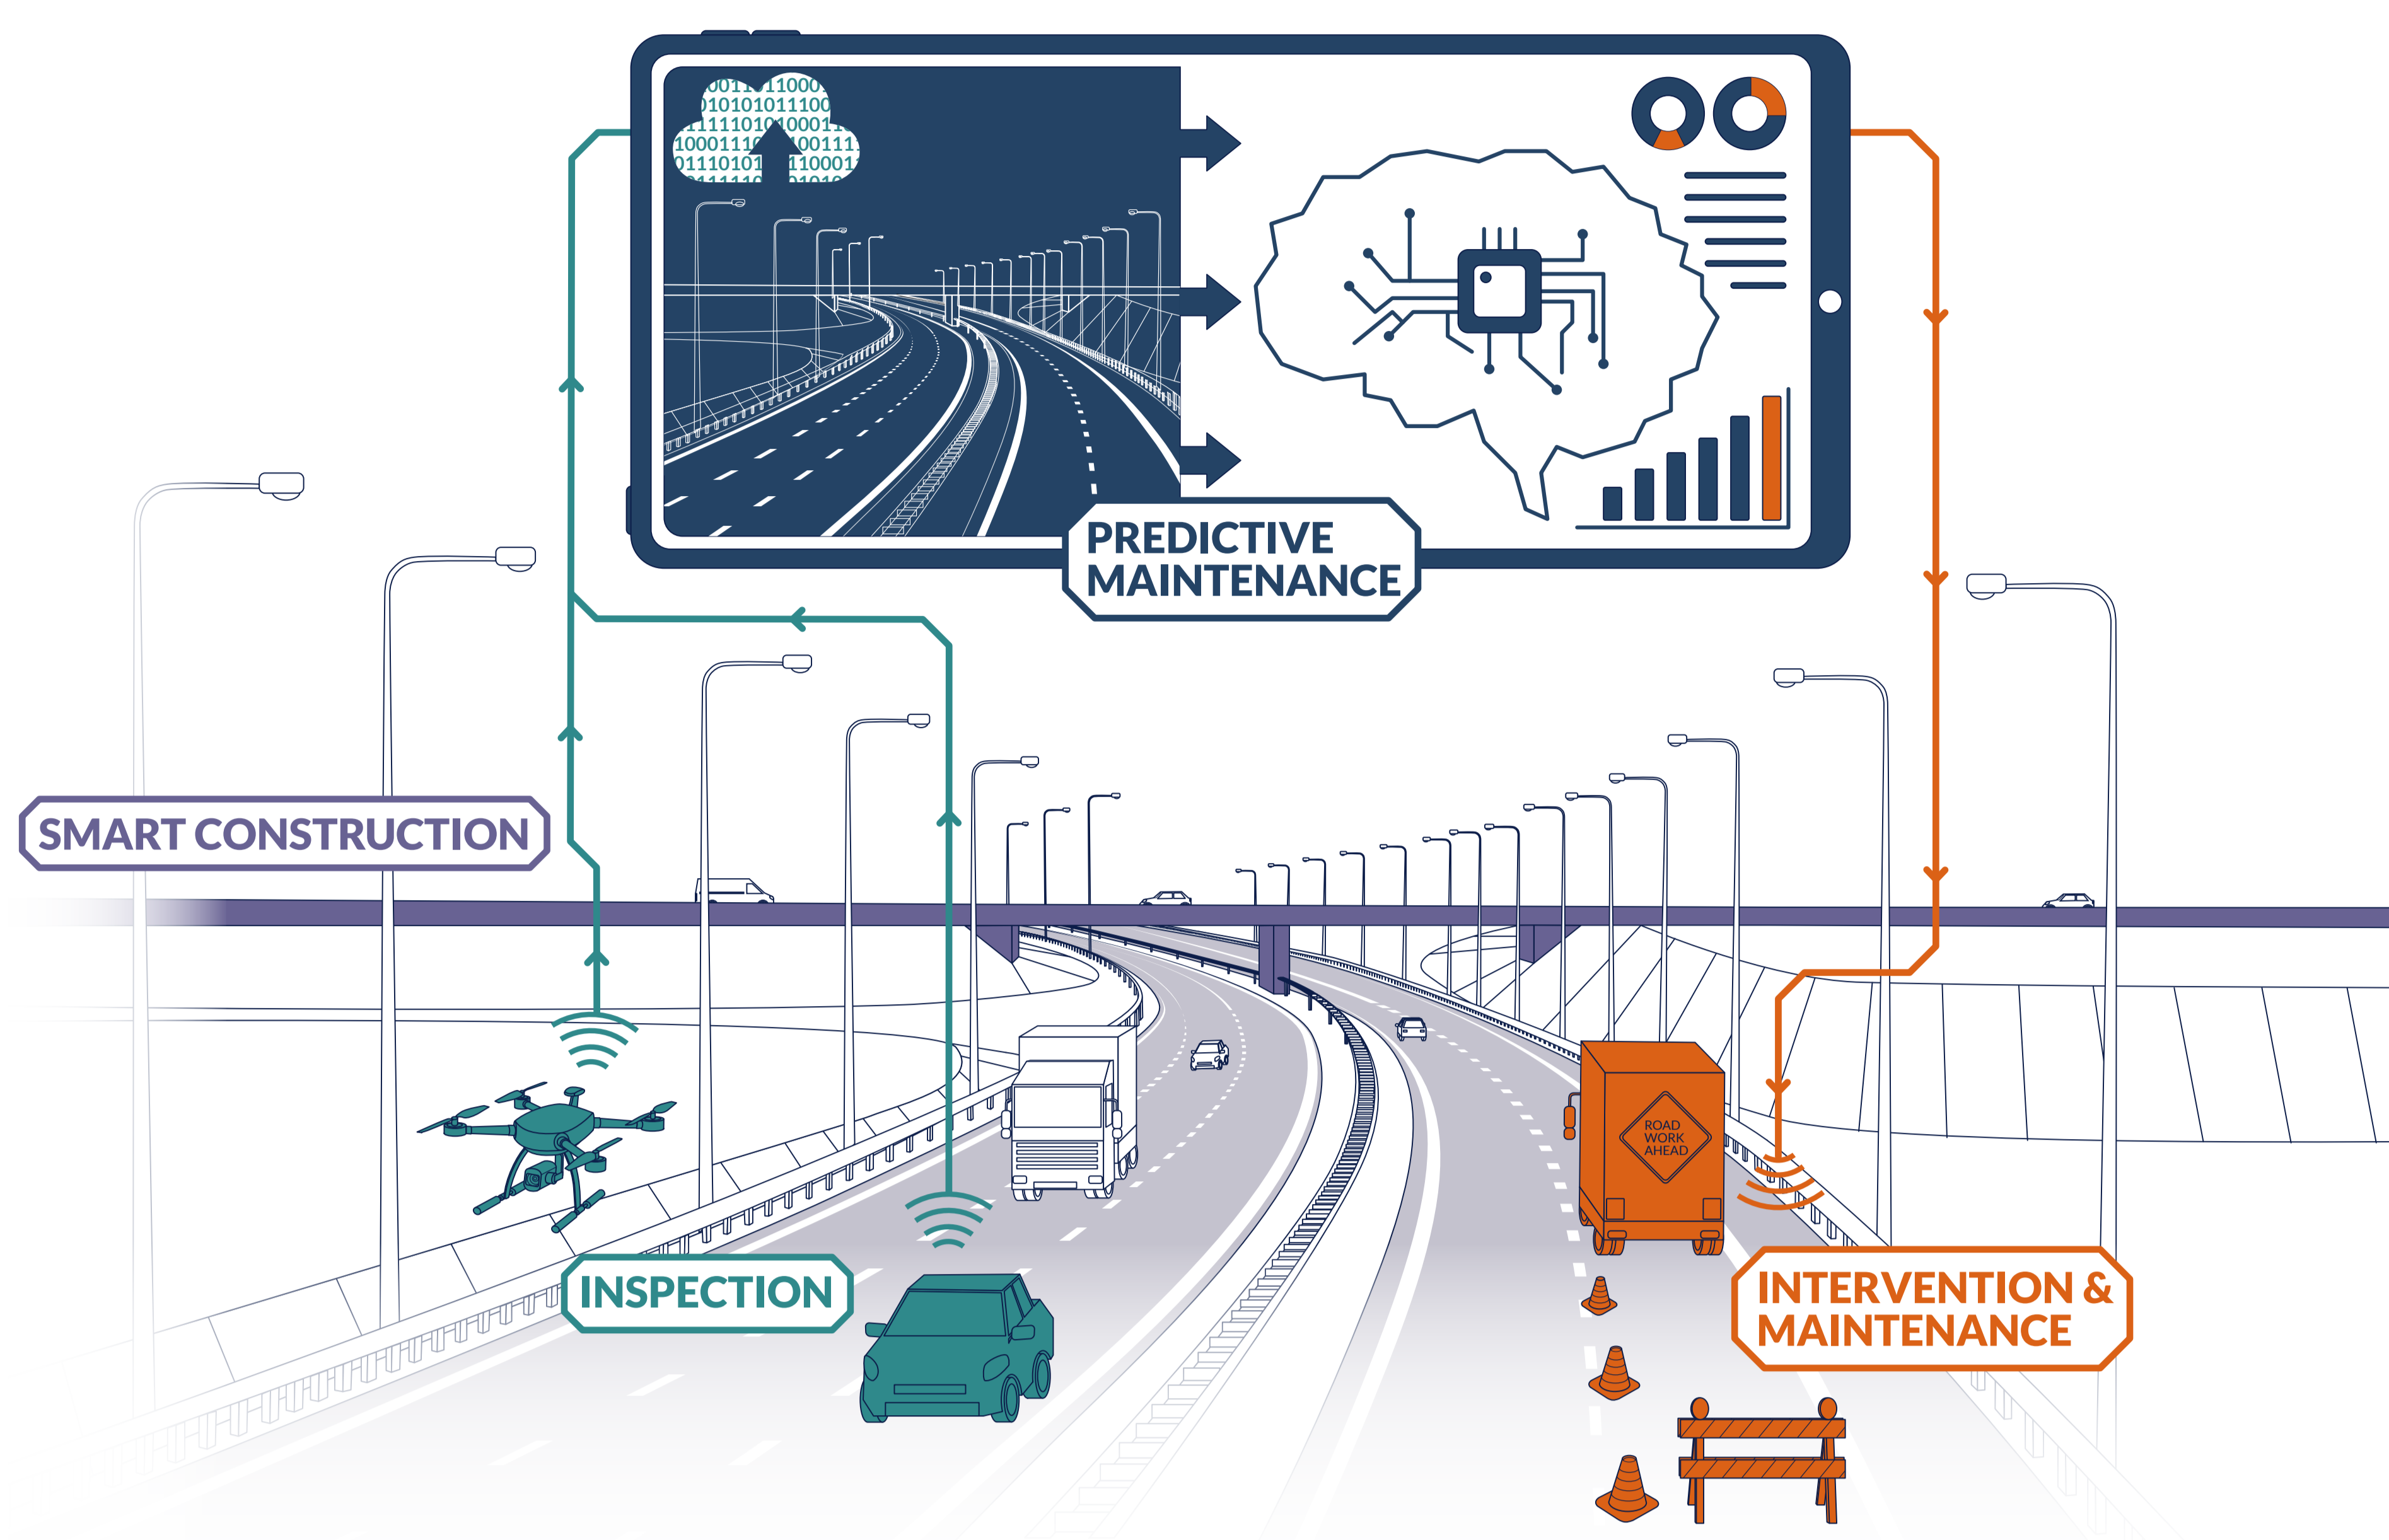 PREDICTIVE
MAINTENANCE
SMART CONSTRUCTION
ROAD
WORK
AHEAD
INSPECTION
INTERVENTION &
MAINTENANCE